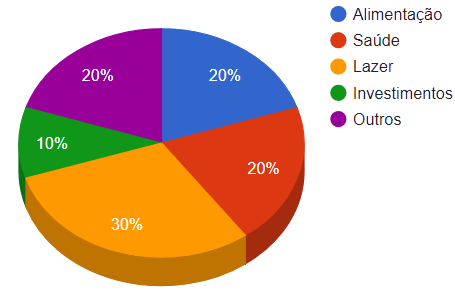 Alimentação
Saúde
Lazer
Investimentos
Outros
20%
20%
10%
20%
30%